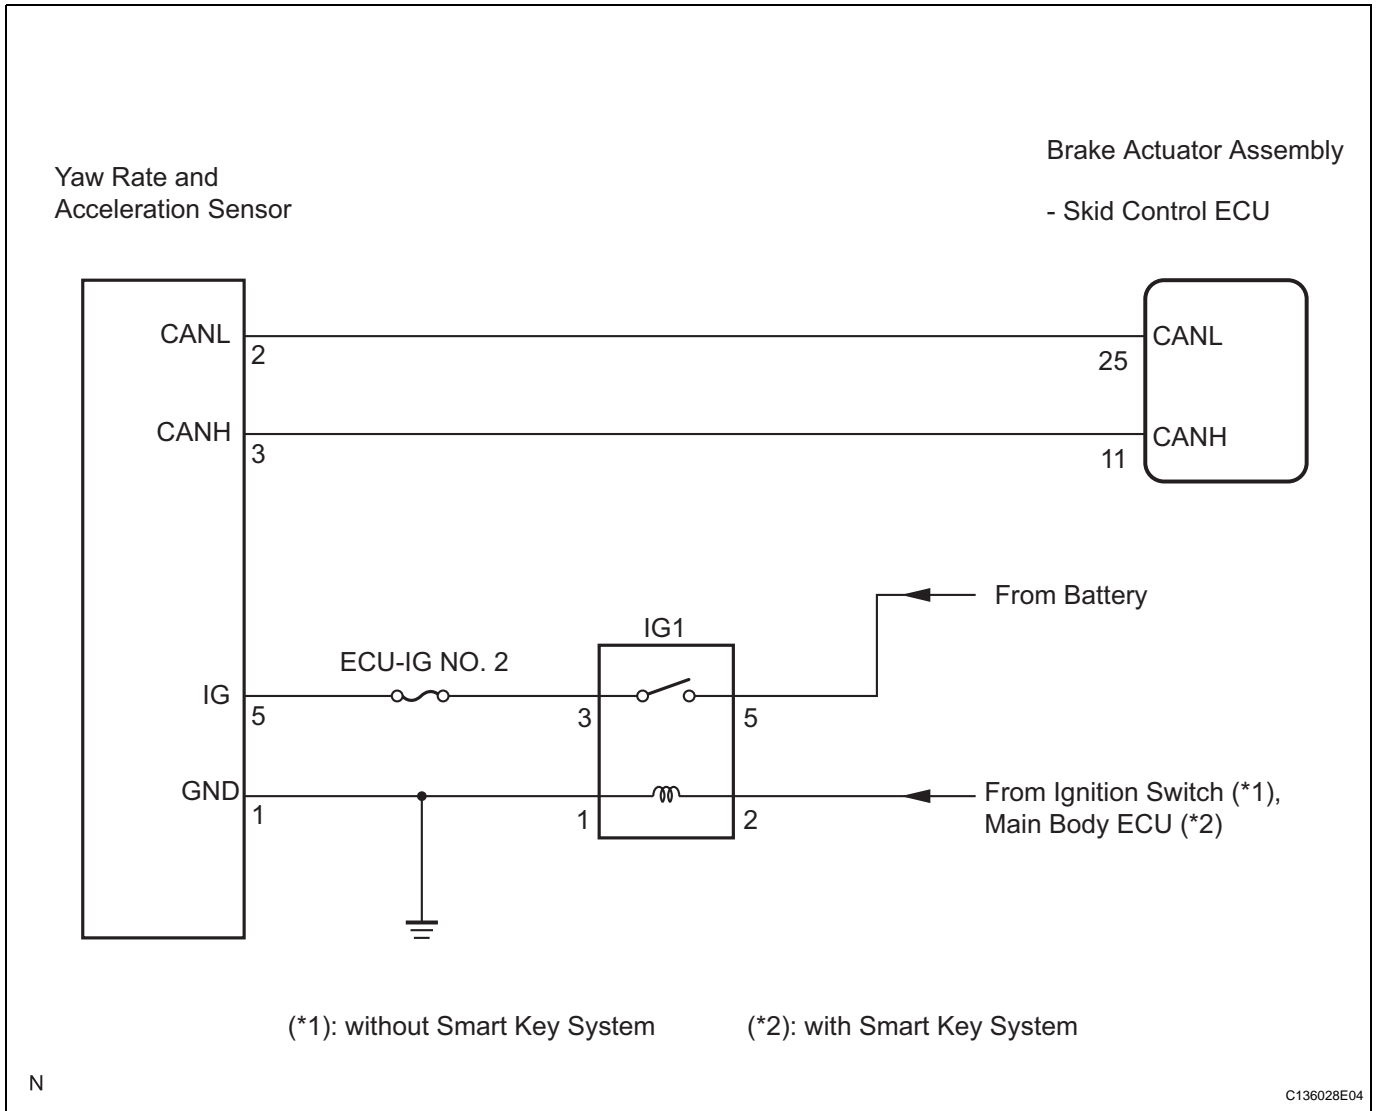 Brake Actuator Assembly
Yaw Rate and
Acceleration Sensor
- Skid Control ECU
CANL
2
25
CANL
CANH
3
11
CANH
From Battery
IG1
ECU-IG NO. 2
IG
5
3
5
GND
1
1
2
From Ignition Switch (*1),
Main Body ECU (*2)
(*1): without Smart Key System
(*2): with Smart Key System
N
C136028E04